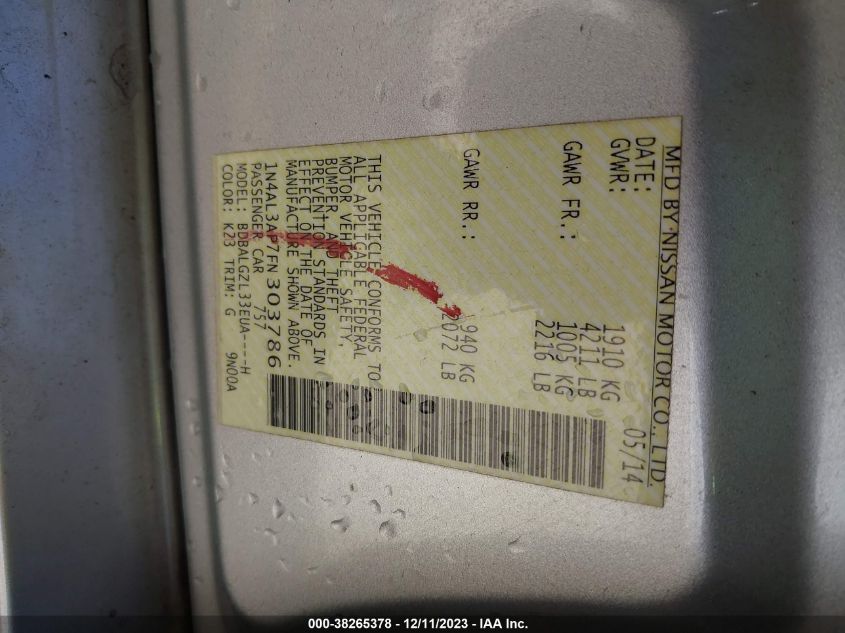 MFD BY NISSAN MOTOR CO., LTD.
DATE: 05/14
GVWR: 1910 KG
4211 LB
GAWR FR.: 1005 KG
2216 LB
GAWR RR.: 940 KG
2072 LB
THIS VEHICLE CONFORMS TO
ALL APPLICABLE FEDERAL
MOTOR VEHICLE SAFETY,
BUMPER, AND THEFT
PREVENTION STANDARDS IN
EFFECT ON THE DATE OF
MANUFACTURE SHOWN ABOVE.
1N4AL3AP7FN303786
PASSENGER CAR 757
MODEL: BDBALGZL33EUA----H
COLOR: K23 TRIM: G 9N00A
000-38265378 - 12/11/2023 - IAA Inc.